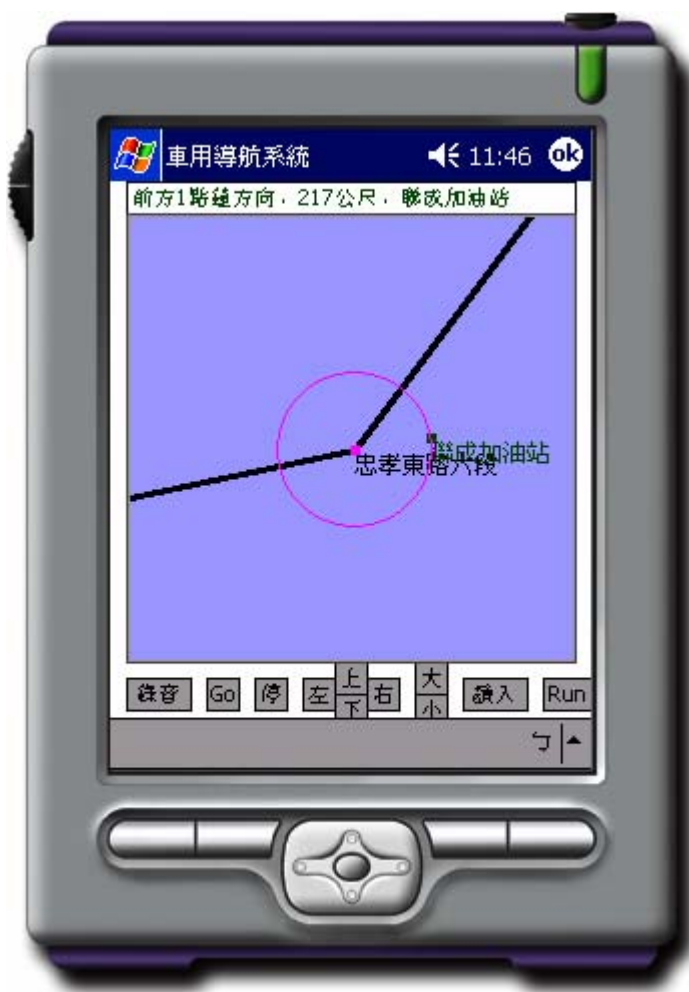 車用導航系統 11:46 ok
前方1點鐘方向，217公尺，聯成加油站
聯成加油站
忠孝東路六段
錄音 Go 停 左 上 下 右 大 小 讀入 Run
ㄅ